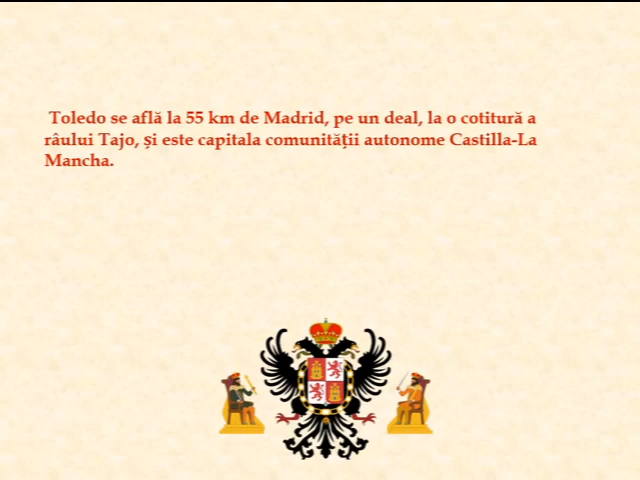 Toledo se află la 55 km de Madrid, pe un deal, la o cotitură a
râului Tajo, și este capitala comunității autonome Castilla-La
Mancha.